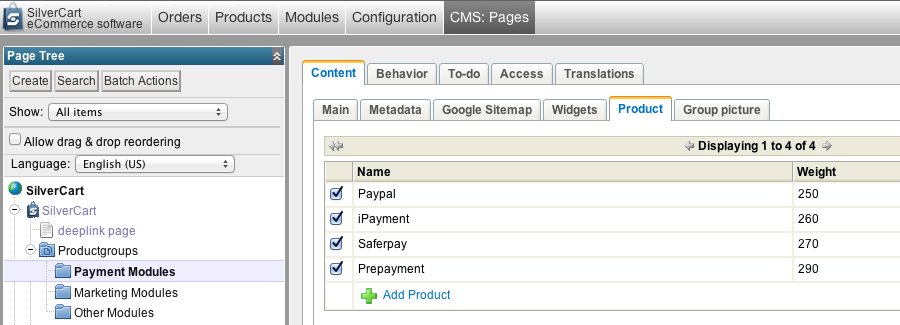 SilverCart
eCommerce software
Orders
Products
Modules
Configuration
CMS: Pages
Page Tree
Create
Search
Batch Actions
Show: All items
Allow drag & drop reordering
Language: English (US)
SilverCart
SilverCart
deeplink page
Productgroups
Payment Modules
Marketing Modules
Other Modules
Content
Behavior
To-do
Access
Translations
Main
Metadata
Google Sitemap
Widgets
Product
Group picture
Displaying 1 to 4 of 4
Name Weight
Paypal 250
iPayment 260
Saferpay 270
Prepayment 290
Add Product